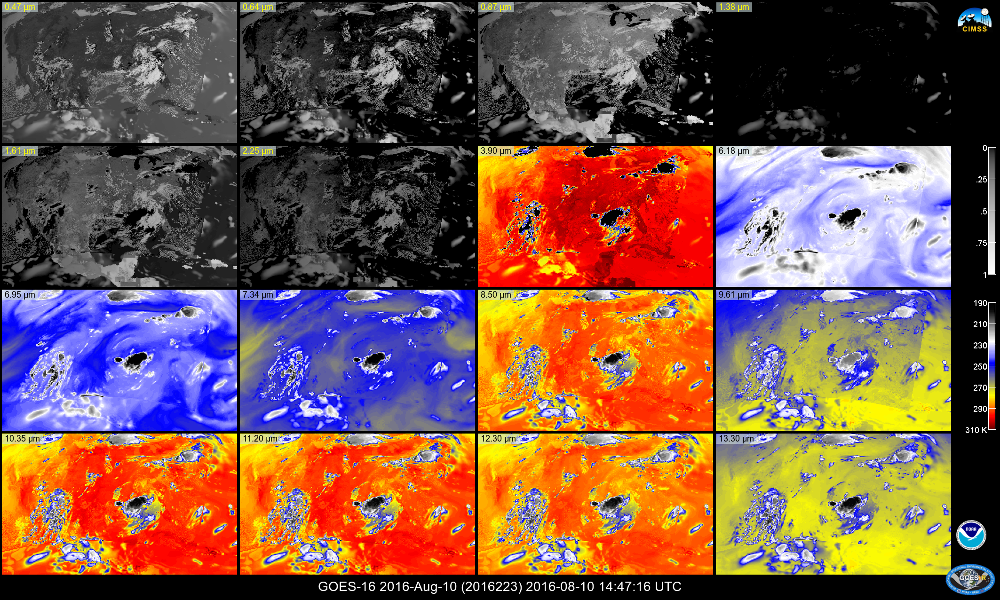 0.47 µm
0.64 µm
0.87 µm
1.38 µm
CIMSS
1.61 µm
2.25 µm
3.90 µm
6.18 µm
0
.25
.5
.75
1
6.95 µm
7.34 µm
8.50 µm
9.61 µm
190
210
230
250
270
290
310 K
10.35 µm
11.20 µm
12.30 µm
13.30 µm
NOAA
GOES-R
NOAA - NASA
GOES-16 2016-Aug-10 (2016223) 2016-08-10 14:47:16 UTC